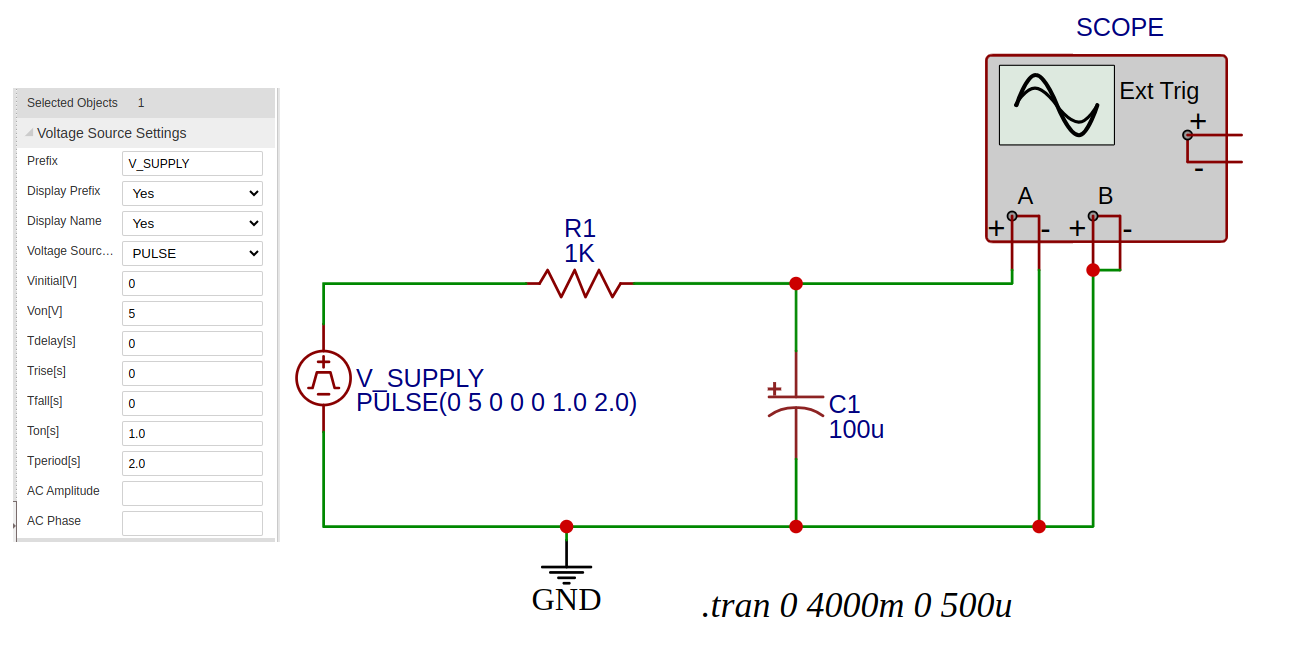 SCOPE
Ext Trig
+
-
A
B
+ - + -
Selected Objects 1
Voltage Source Settings
Prefix V_SUPPLY
Display Prefix Yes
Display Name Yes
Voltage Sourc... PULSE
Vinitial[V] 0
Von[V] 5
Tdelay[s] 0
Trise[s] 0
Tfall[s] 0
Ton[s] 1.0
Tperiod[s] 2.0
AC Amplitude
AC Phase
R1
1K
V_SUPPLY
PULSE(0 5 0 0 0 1.0 2.0)
C1
100u
GND
.tran 0 4000m 0 500u